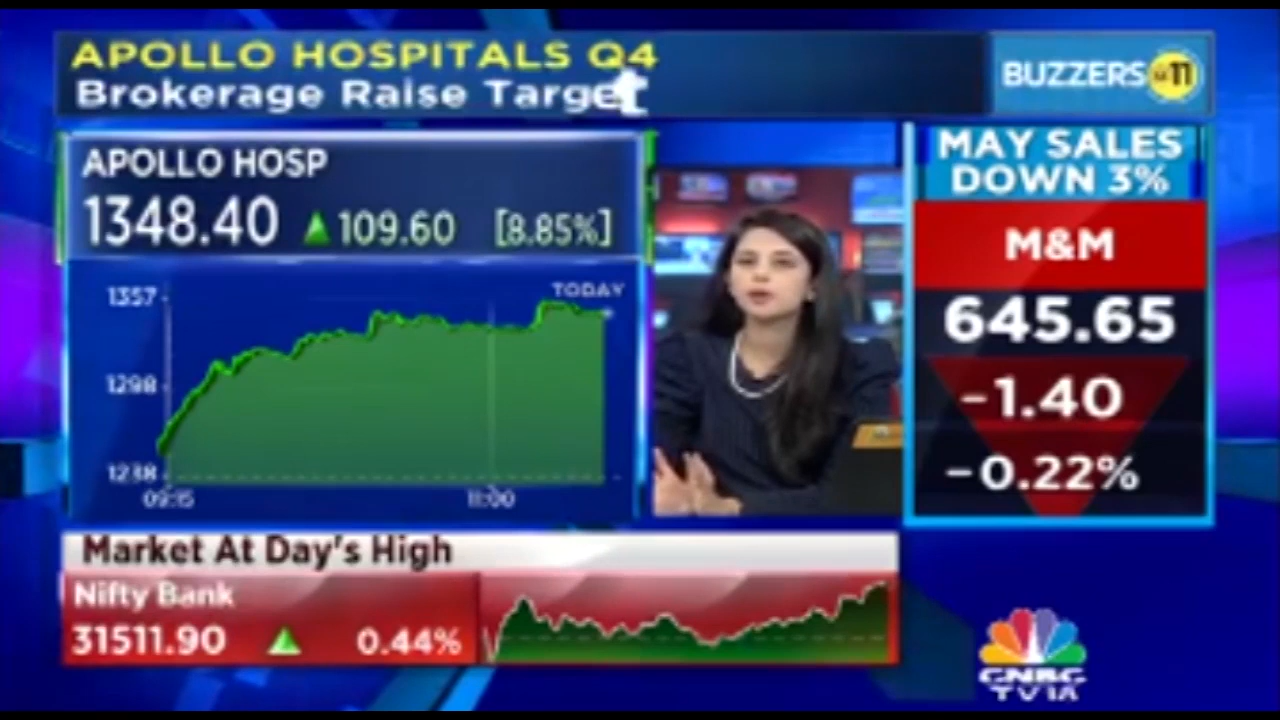 APOLLO HOSPITALS Q4
Brokerage Raise Target
BUZZERS @ 11
APOLLO HOSP
1348.40 ▲ 109.60 [8.85%]
TODAY
1357
1298
1238
09:15 11:00
MAY SALES
DOWN 3%
M&M
645.65
-1.40
-0.22%
Market At Day's High
Nifty Bank
31511.90 ▲ 0.44%
CNBC
TV18